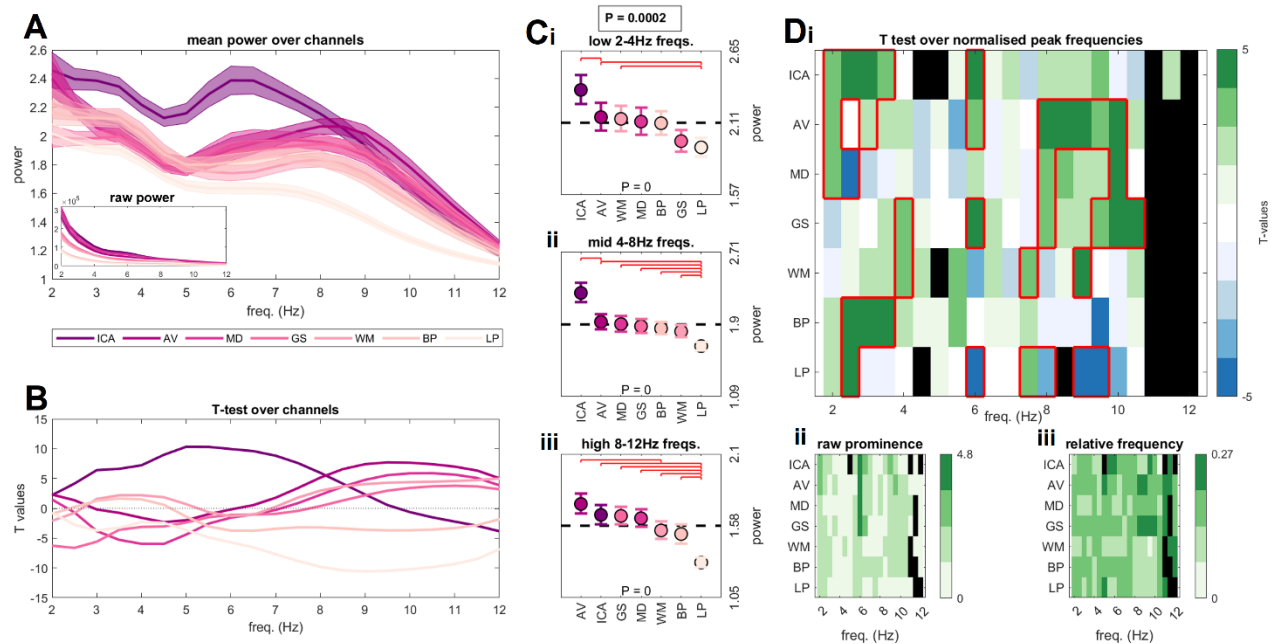 A
mean power over channels
2.6
2.4
2.2
2
1.8
1.6
1.4
1.2
1
power
raw power
×10⁵
3
2
1
0
2 4 6 8 10 12
2 3 4 5 6 7 8 9 10 11 12
freq. (Hz)
ICA AV MD GS WM BP LP
B
T-test over channels
15
10
5
0
-5
-10
-15
T values
2 3 4 5 6 7 8 9 10 11 12
freq. (Hz)
P = 0.0002
Ci
low 2-4Hz freqs.
2.65
2.11
1.57
power
P = 0
ICA AV WM MD BP GS LP
ii
mid 4-8Hz freqs.
2.71
1.9
1.09
power
P = 0
ICA AV MD GS BP WM LP
iii
high 8-12Hz freqs.
2.1
1.58
1.05
power
P = 0
AV ICA GS MD WM BP LP
Di
T test over normalised peak frequencies
ICA
AV
MD
GS
WM
BP
LP
2 4 6 8 10 12
freq. (Hz)
5
-5
T-values
ii
raw prominence
ICA
AV
MD
GS
WM
BP
LP
2 4 6 8 10 12
freq. (Hz)
4.8
0
iii
relative frequency
ICA
AV
MD
GS
WM
BP
LP
2 4 6 8 10 12
freq. (Hz)
0.27
0